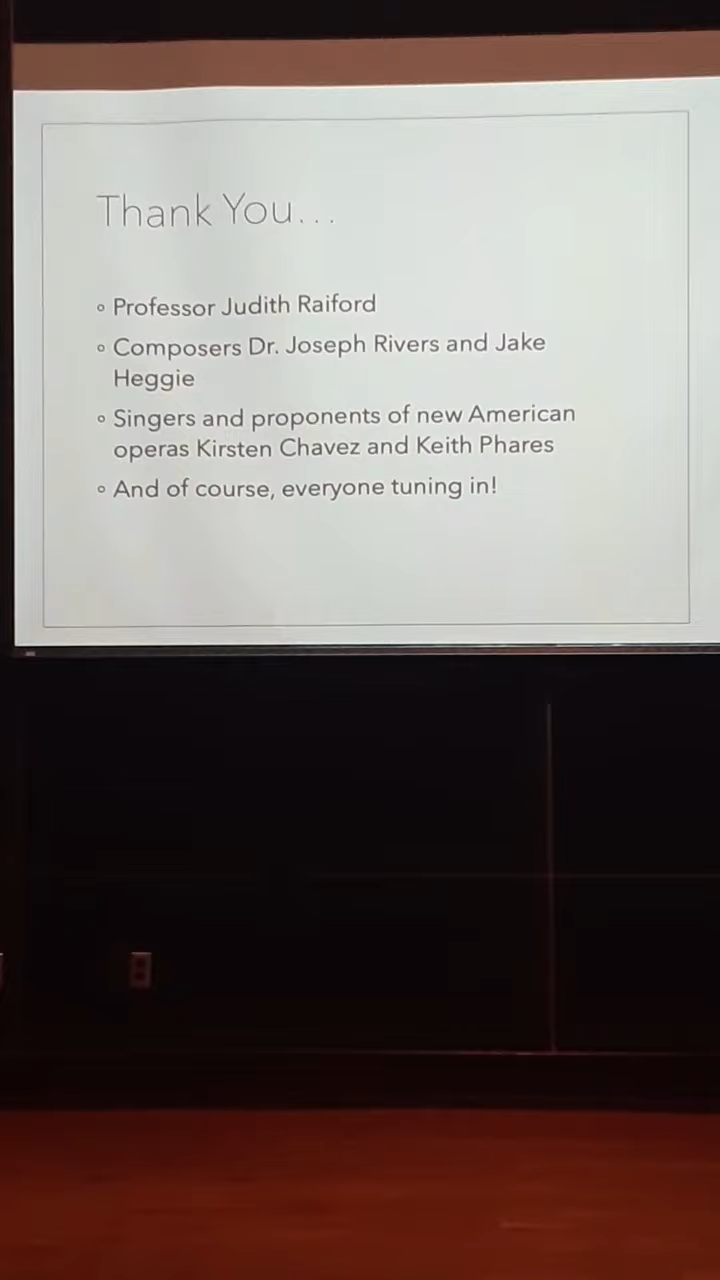 Thank You...
Professor Judith Raiford
Composers Dr. Joseph Rivers and Jake
Heggie
Singers and proponents of new American
operas Kirsten Chavez and Keith Phares
And of course, everyone tuning in!